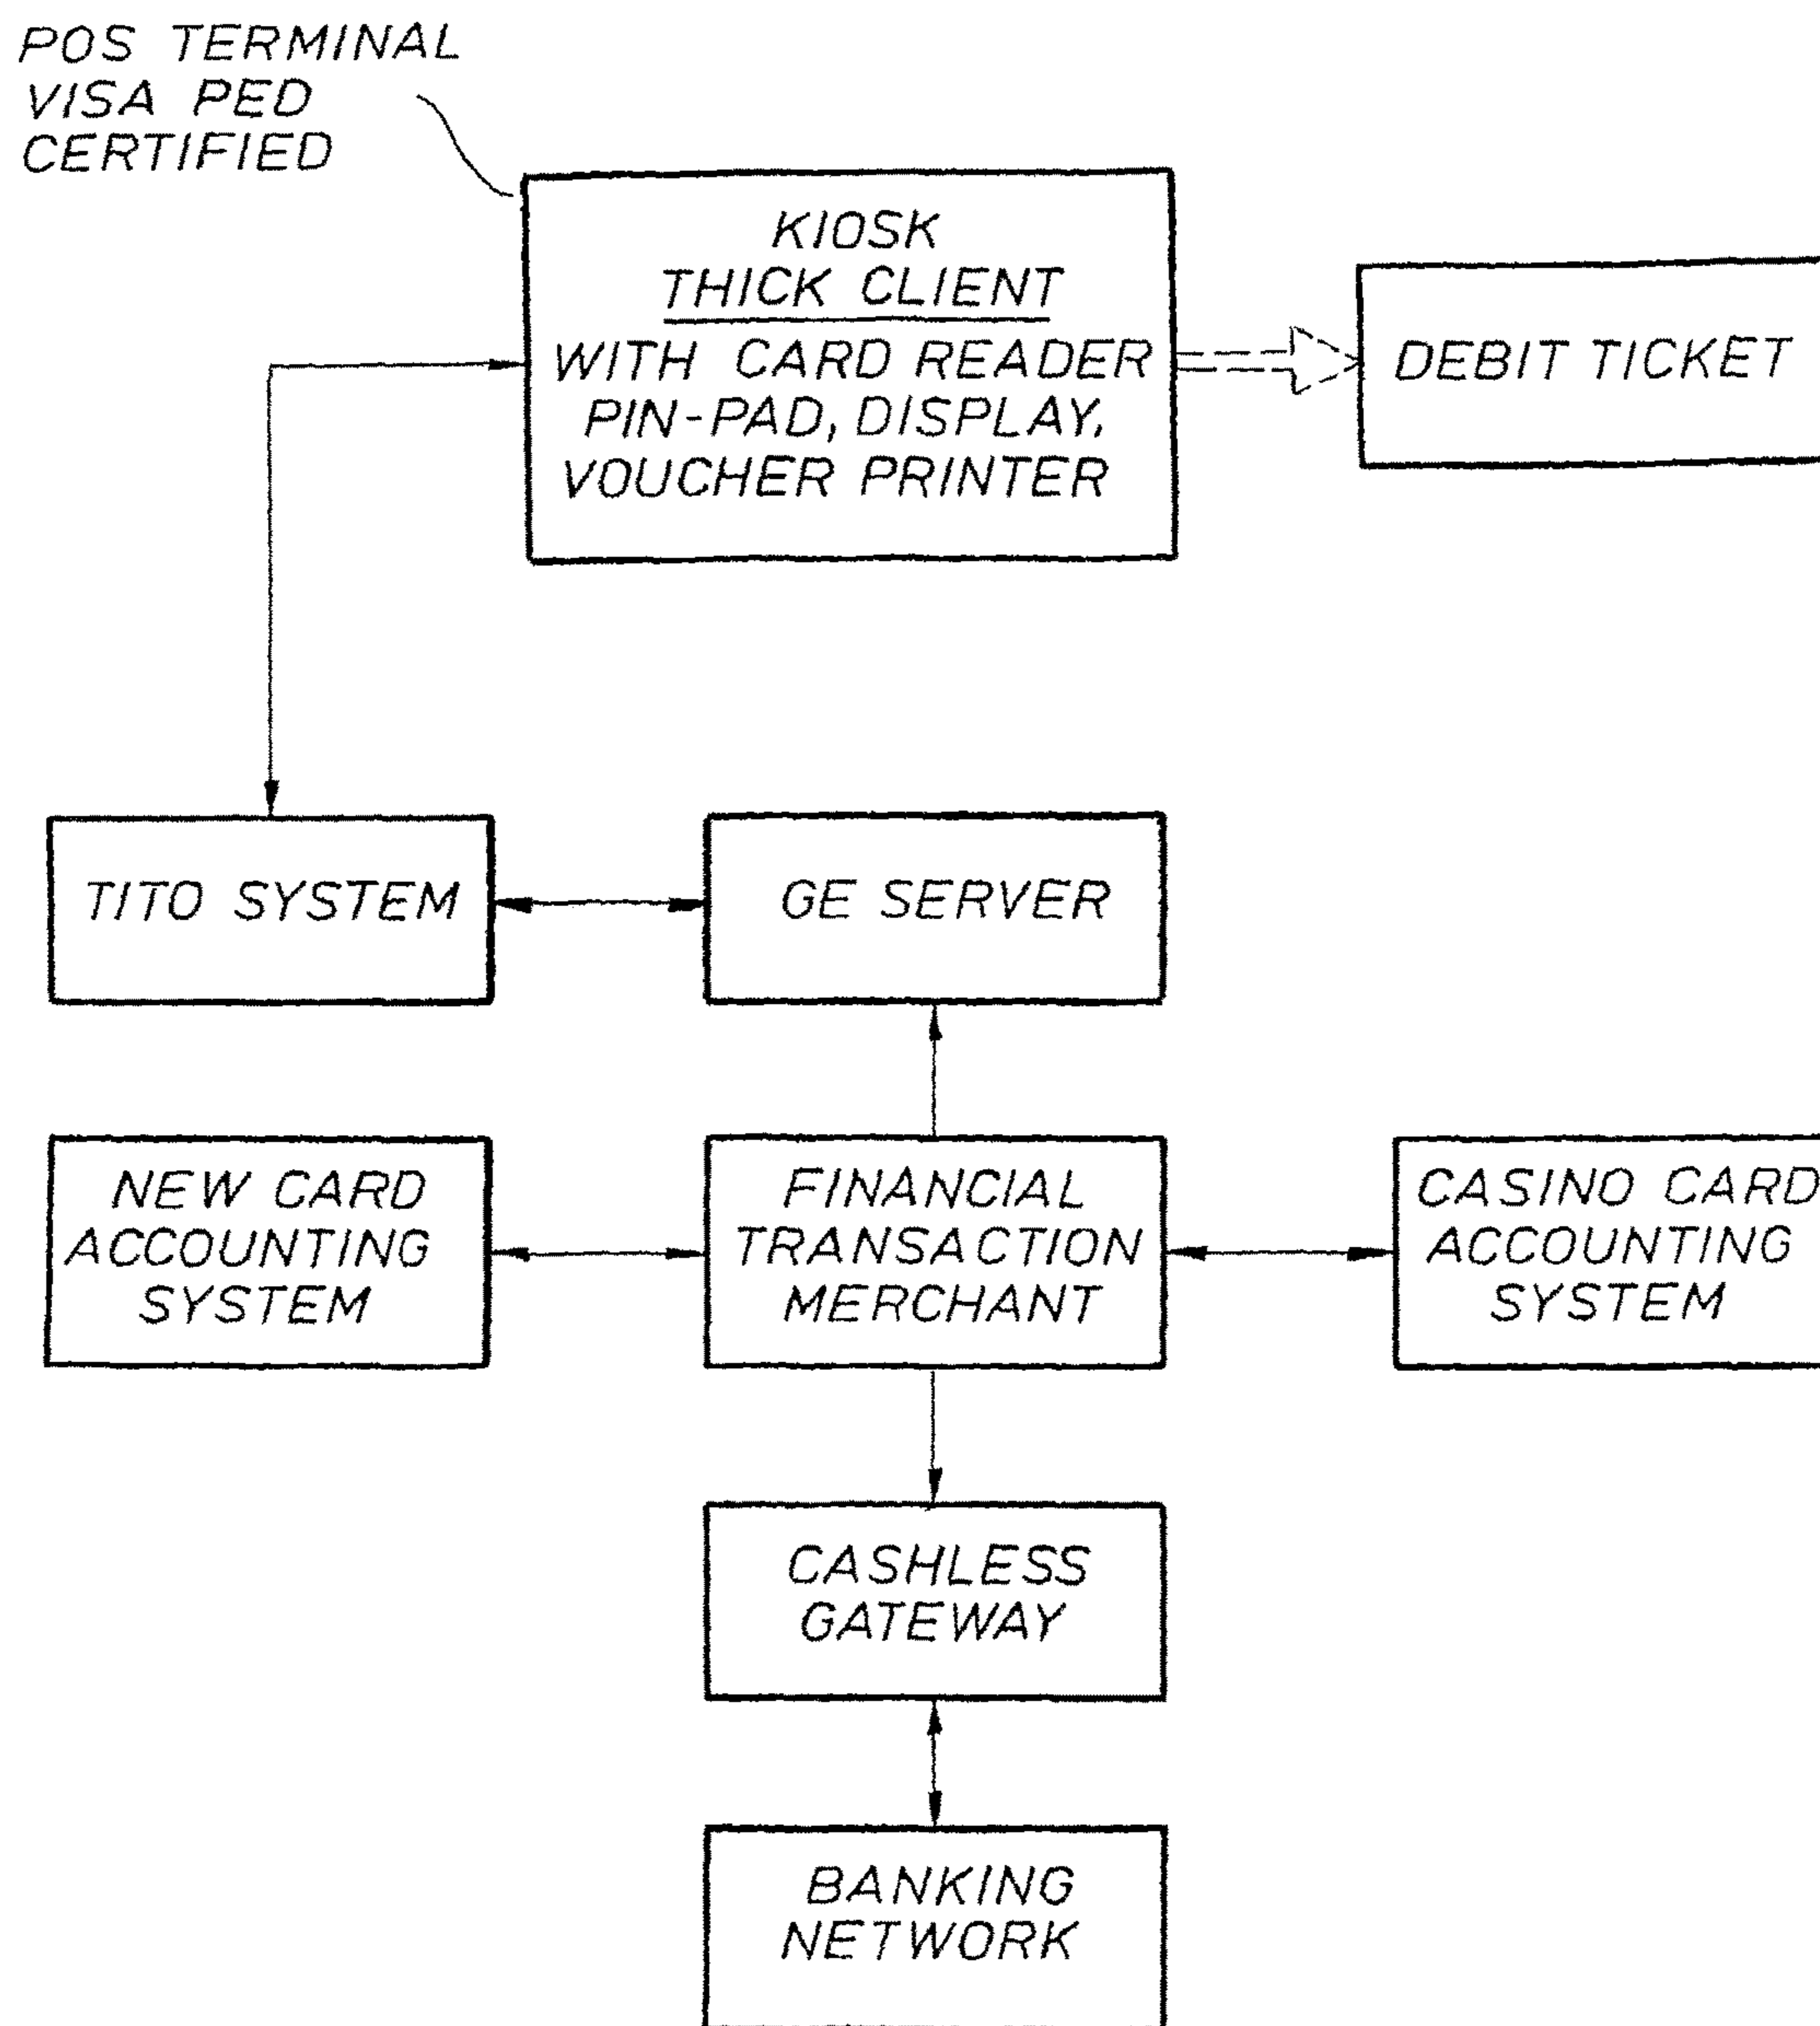 POS TERMINAL
VISA PED
CERTIFIED
KIOSK
THICK CLIENT
WITH CARD READER
PIN-PAD, DISPLAY,
VOUCHER PRINTER
DEBIT TICKET
TITO SYSTEM
GE SERVER
NEW CARD
ACCOUNTING
SYSTEM
FINANCIAL
TRANSACTION
MERCHANT
CASINO CARD
ACCOUNTING
SYSTEM
CASHLESS
GATEWAY
BANKING
NETWORK